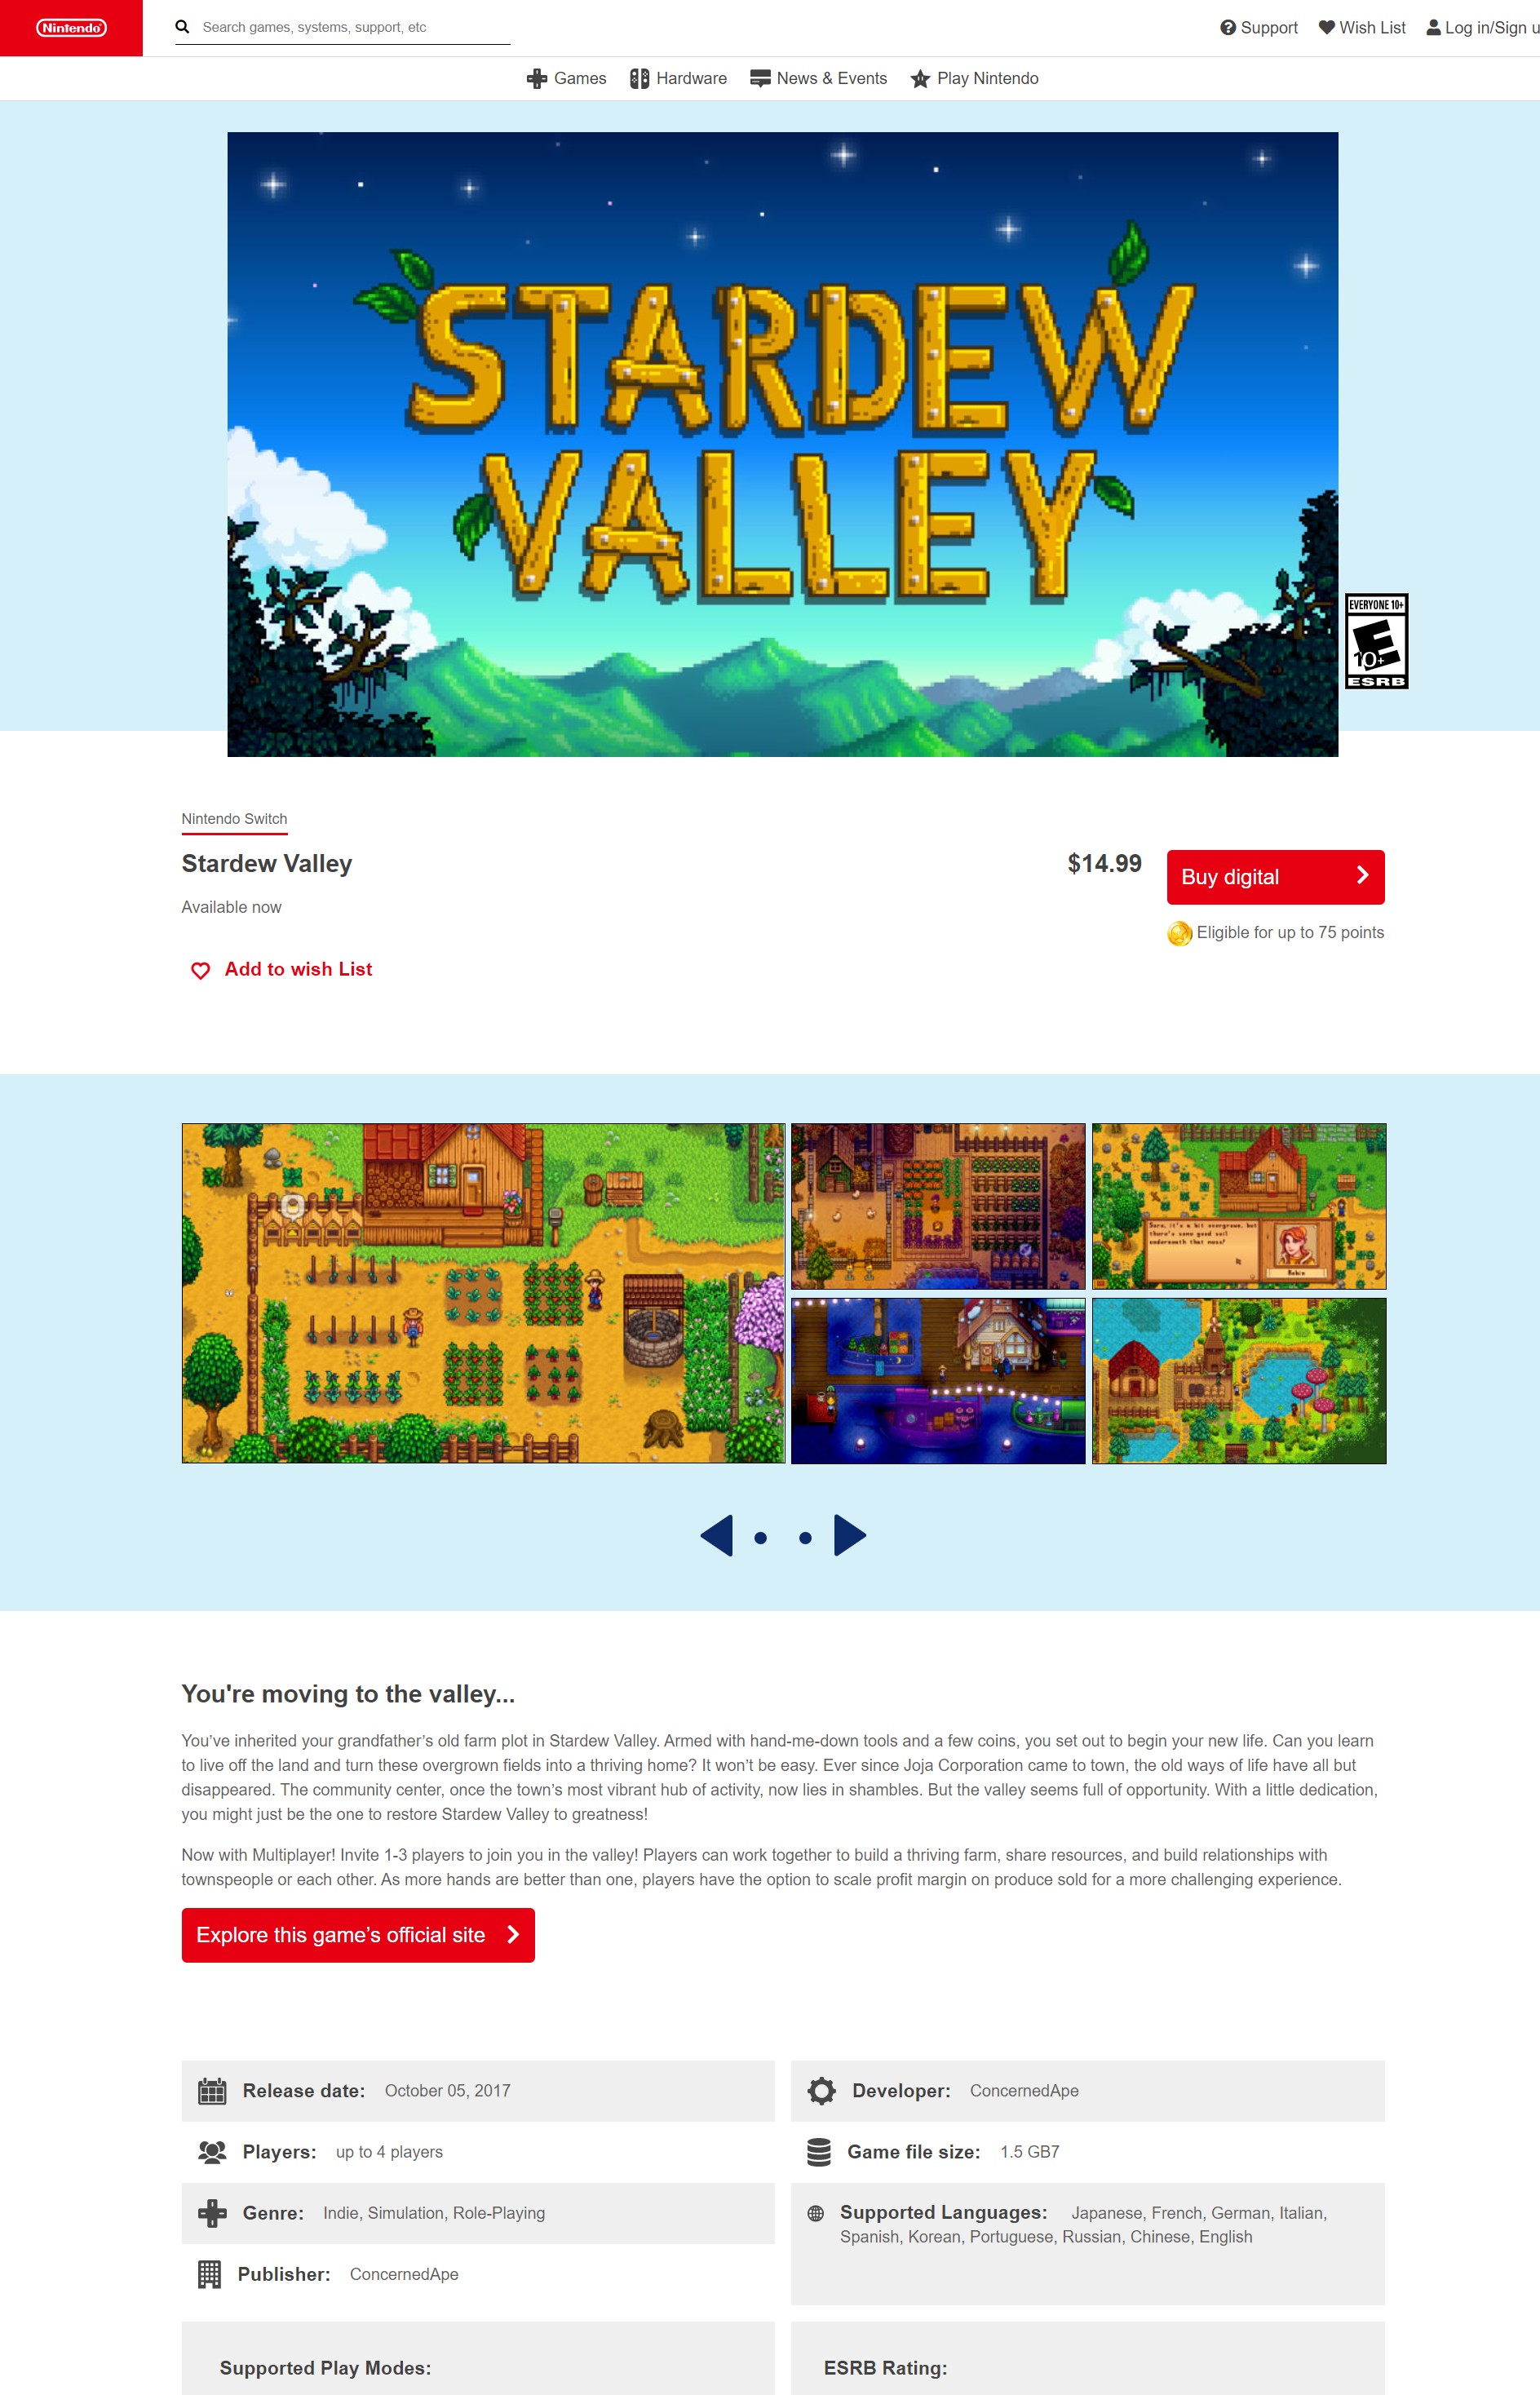 Nintendo
Search games, systems, support, etc
Support
Wish List
Log in/Sign u
Games
Hardware
News & Events
Play Nintendo
STARDEW
VALLEY
EVERYONE 10+
E
10+
ESRB
Nintendo Switch
Stardew Valley
$14.99
Buy digital
Available now
Eligible for up to 75 points
Add to wish List
Sure, it's a bit overgrown, but
there's some good soil
underneath that mess!
Robin
You're moving to the valley...
You’ve inherited your grandfather’s old farm plot in Stardew Valley. Armed with hand-me-down tools and a few coins, you set out to begin your new life. Can you learn
to live off the land and turn these overgrown fields into a thriving home? It won’t be easy. Ever since Joja Corporation came to town, the old ways of life have all but
disappeared. The community center, once the town’s most vibrant hub of activity, now lies in shambles. But the valley seems full of opportunity. With a little dedication,
you might just be the one to restore Stardew Valley to greatness!
Now with Multiplayer! Invite 1-3 players to join you in the valley! Players can work together to build a thriving farm, share resources, and build relationships with
townspeople or each other. As more hands are better than one, players have the option to scale profit margin on produce sold for a more challenging experience.
Explore this game’s official site
Release date: October 05, 2017
Developer: ConcernedApe
Players: up to 4 players
Game file size: 1.5 GB7
Genre: Indie, Simulation, Role-Playing
Supported Languages: Japanese, French, German, Italian,
Spanish, Korean, Portuguese, Russian, Chinese, English
Publisher: ConcernedApe
Supported Play Modes:
ESRB Rating: